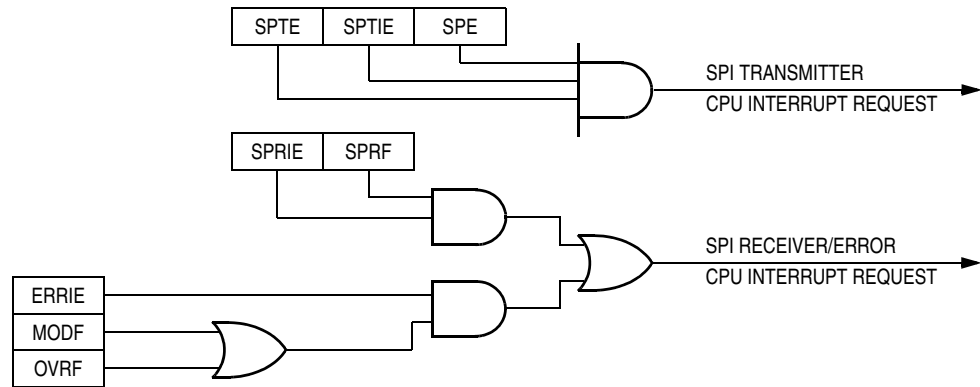 SPTE SPTIE SPE
SPI TRANSMITTER
CPU INTERRUPT REQUEST
SPRIE SPRF
SPI RECEIVER/ERROR
CPU INTERRUPT REQUEST
ERRIE
MODF
OVRF